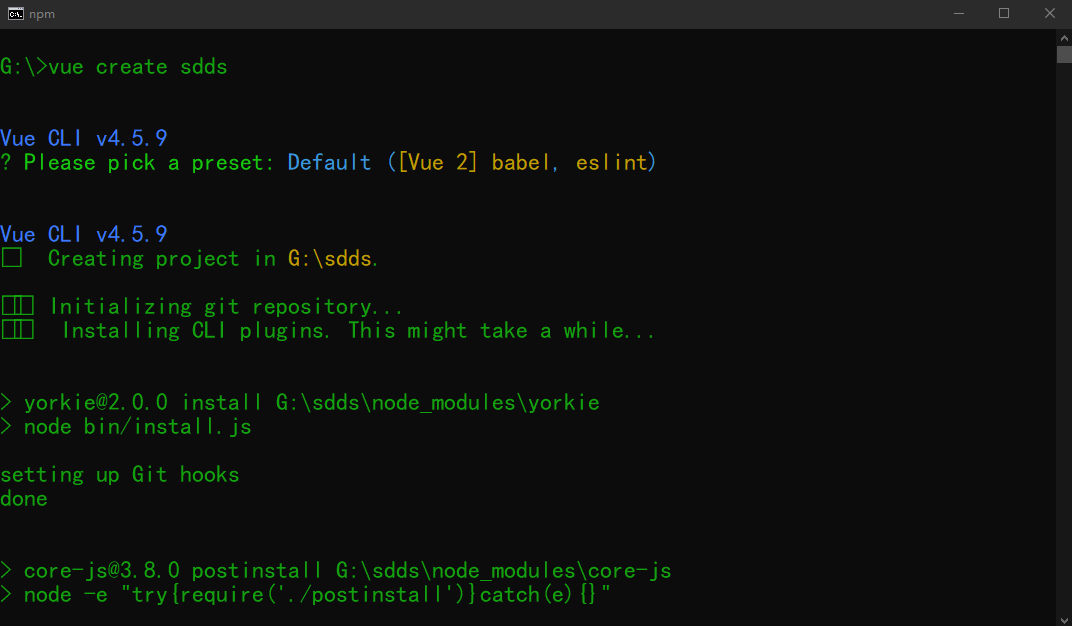 npm
G:\>vue create sdds
Vue CLI v4.5.9
? Please pick a preset: Default ([Vue 2] babel, eslint)
Vue CLI v4.5.9
Creating project in G:\sdds.
Initializing git repository...
Installing CLI plugins. This might take a while...
> yorkie@2.0.0 install G:\sdds\node_modules\yorkie
> node bin/install.js
setting up Git hooks
done
> core-js@3.8.0 postinstall G:\sdds\node_modules\core-js
> node -e "try{require('./postinstall')}catch(e){}"